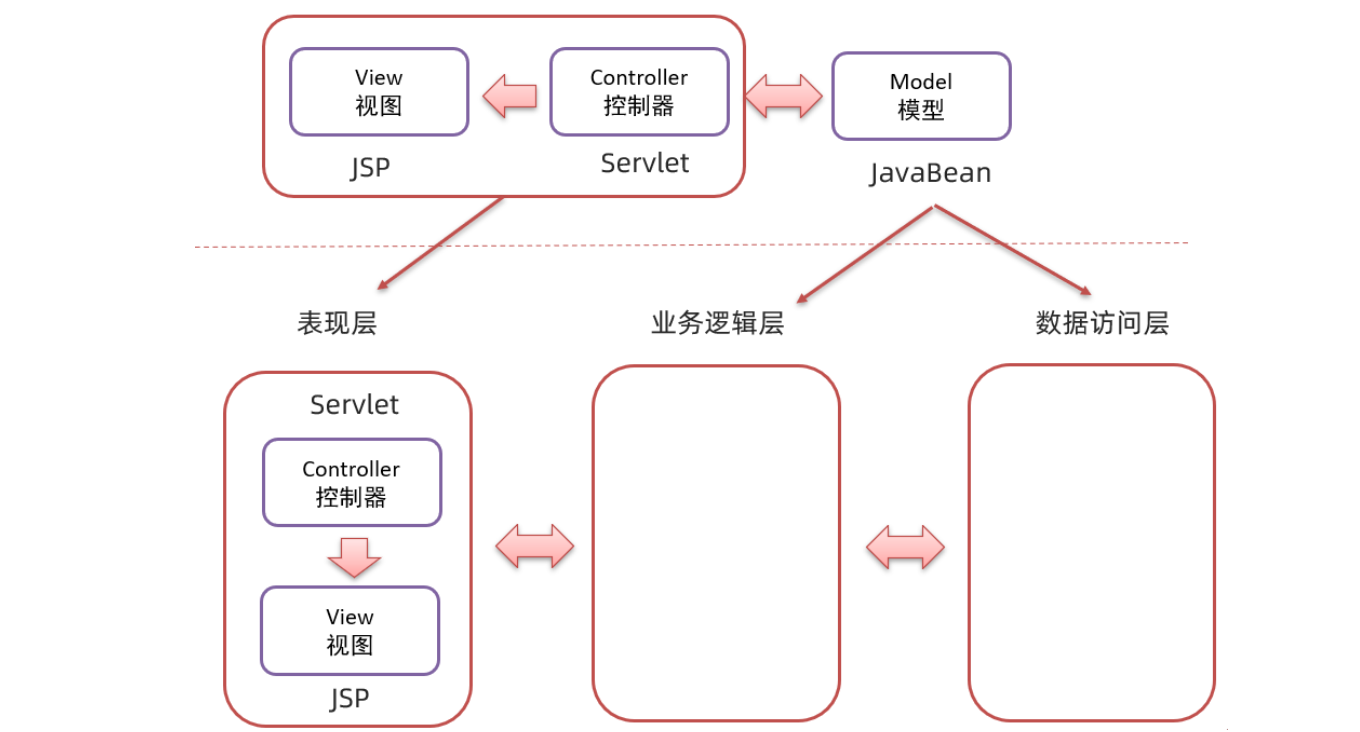 View
视图
Controller
控制器
Model
模型
JSP
Servlet
JavaBean
表现层
业务逻辑层
数据访问层
Servlet
Controller
控制器
View
视图
JSP